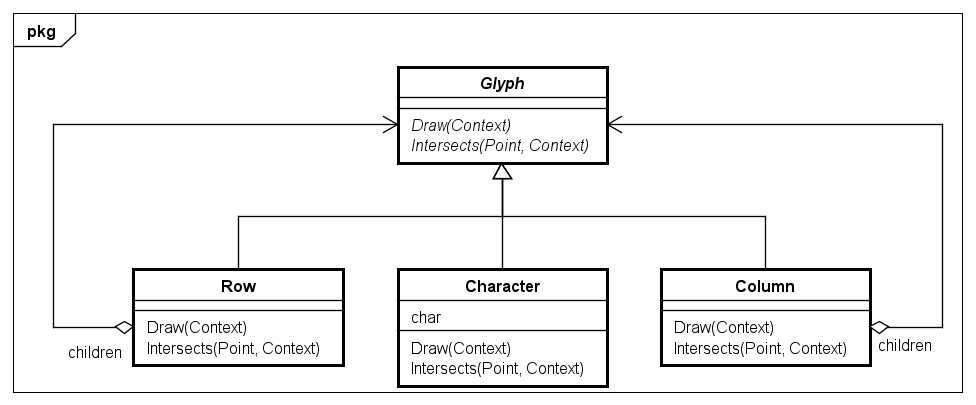 pkg
Glyph
Draw(Context)
Intersects(Point, Context)
Row
Draw(Context)
Intersects(Point, Context)
children
Character
char
Draw(Context)
Intersects(Point, Context)
Column
Draw(Context)
Intersects(Point, Context)
children